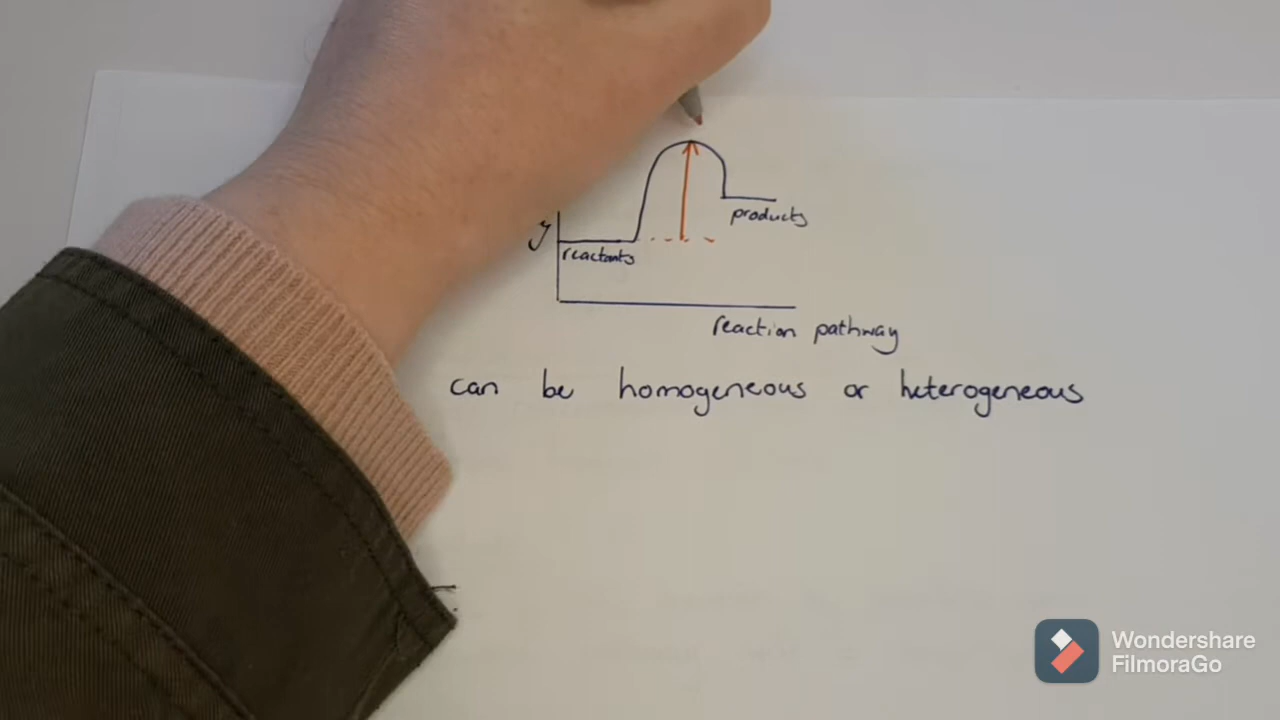 products
y
reactants
reaction pathway
can be homogeneous or heterogeneous
Wondershare
FilmoraGo